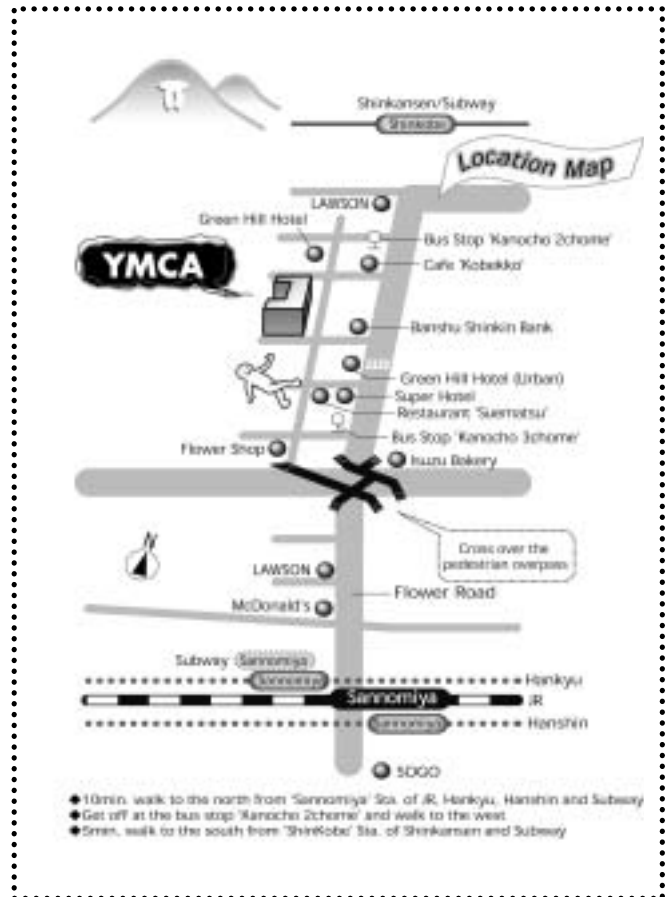 Shinkansen/Subway
ShinKobe
Location Map
LAWSON
Green Hill Hotel
Bus Stop 'Kanocho 2chome'
YMCA
Cafe 'Kobekko'
Banshu Shinkin Bank
Green Hill Hotel (Urban)
Super Hotel
Restaurant 'Suematsu'
Bus Stop 'Kanocho 3chome'
Flower Shop
Isuzu Bakery
N
Cross over the
pedestrian overpass
LAWSON
Flower Road
McDonald's
Subway Sannomiya
Sannomiya
Hankyu
Sannomiya
JR
Sannomiya
Hanshin
SOGO
◆10min. walk to the north from 'Sannomiya' Sta. of JR, Hankyu, Hanshin and Subway
◆Get off at the bus stop 'Kanocho 2chome' and walk to the west
◆5min. walk to the south from 'ShinKobe' Sta. of Shinkansen and Subway